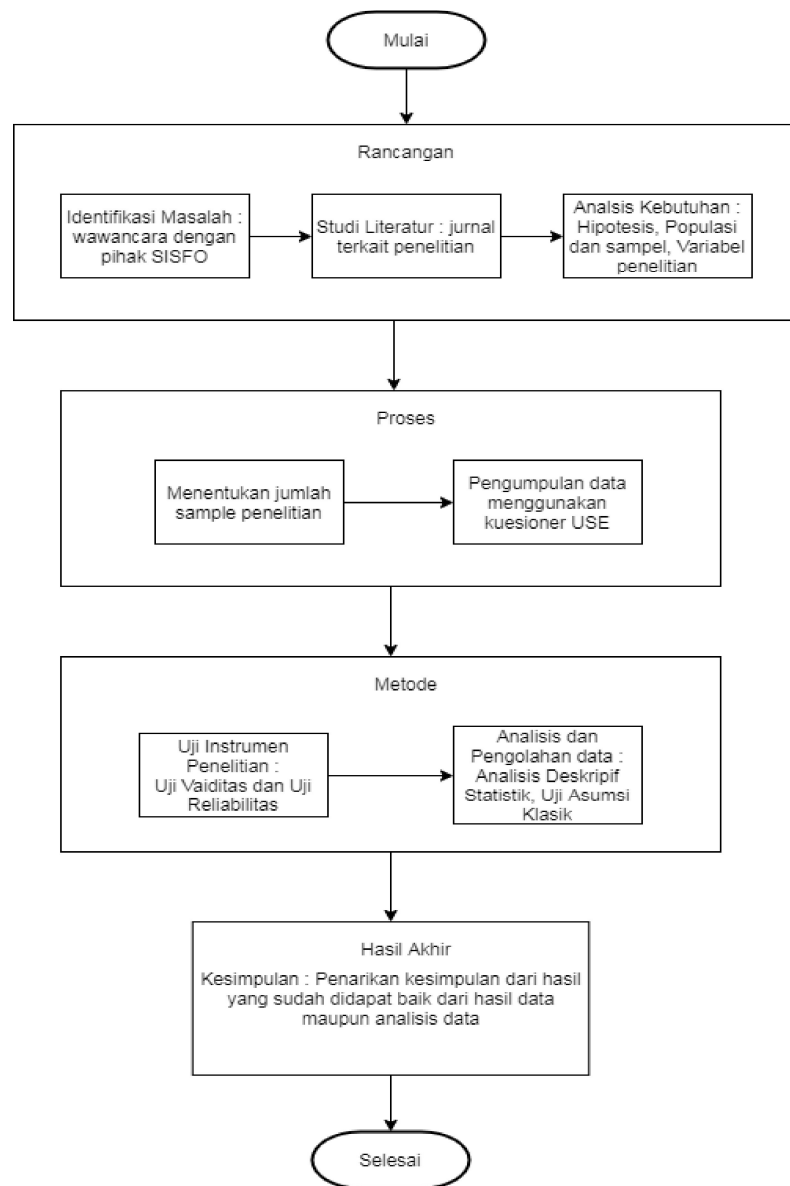 Mulai
Rancangan
Identifikasi Masalah :
wawancara dengan
pihak SISFO
Studi Literatur : jurnal
terkait penelitian
Analsis Kebutuhan :
Hipotesis, Populasi
dan sampel, Variabel
penelitian
Proses
Menentukan jumlah
sample penelitian
Pengumpulan data
menggunakan
kuesioner USE
Metode
Uji Instrumen
Penelitian :
Uji Vaiditas dan Uji
Reliabilitas
Analisis dan
Pengolahan data :
Analisis Deskripif
Statistik, Uji Asumsi
Klasik
Hasil Akhir
Kesimpulan : Penarikan kesimpulan dari hasil
yang sudah didapat baik dari hasil data
maupun analisis data
Selesai